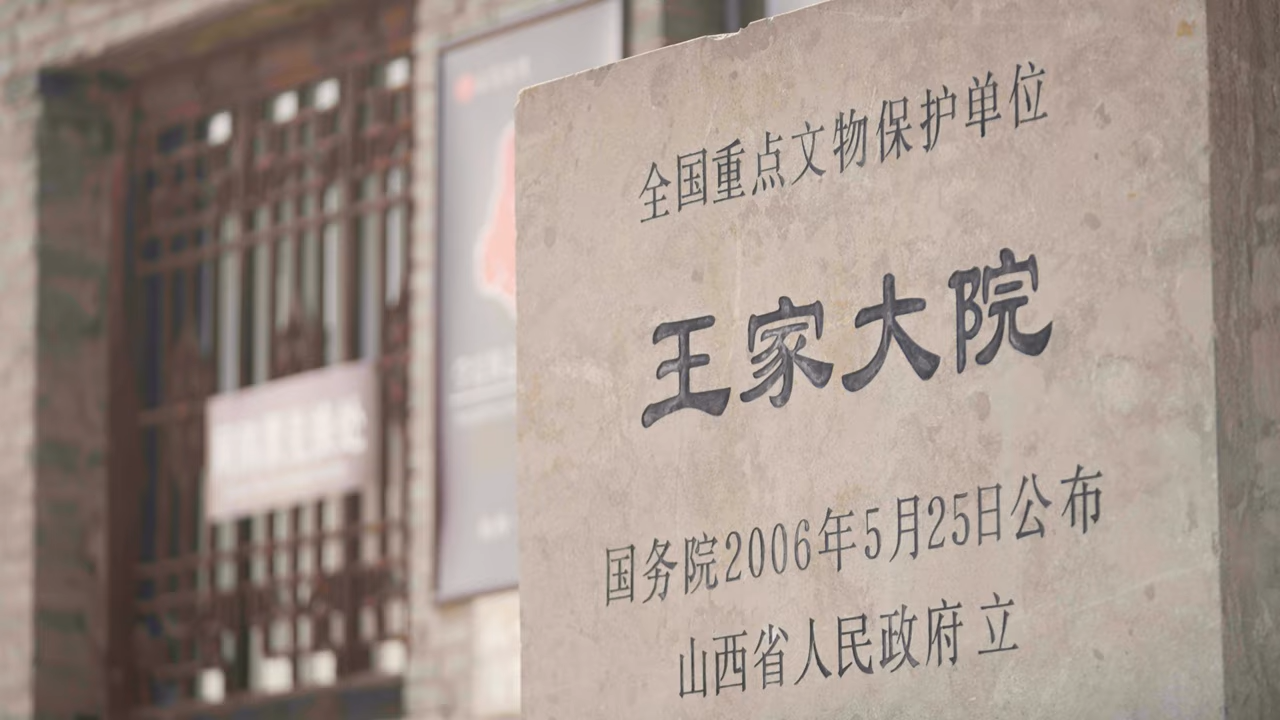 全国重点文物保护单位
王家大院
国务院2006年5月25日公布
山西省人民政府 立